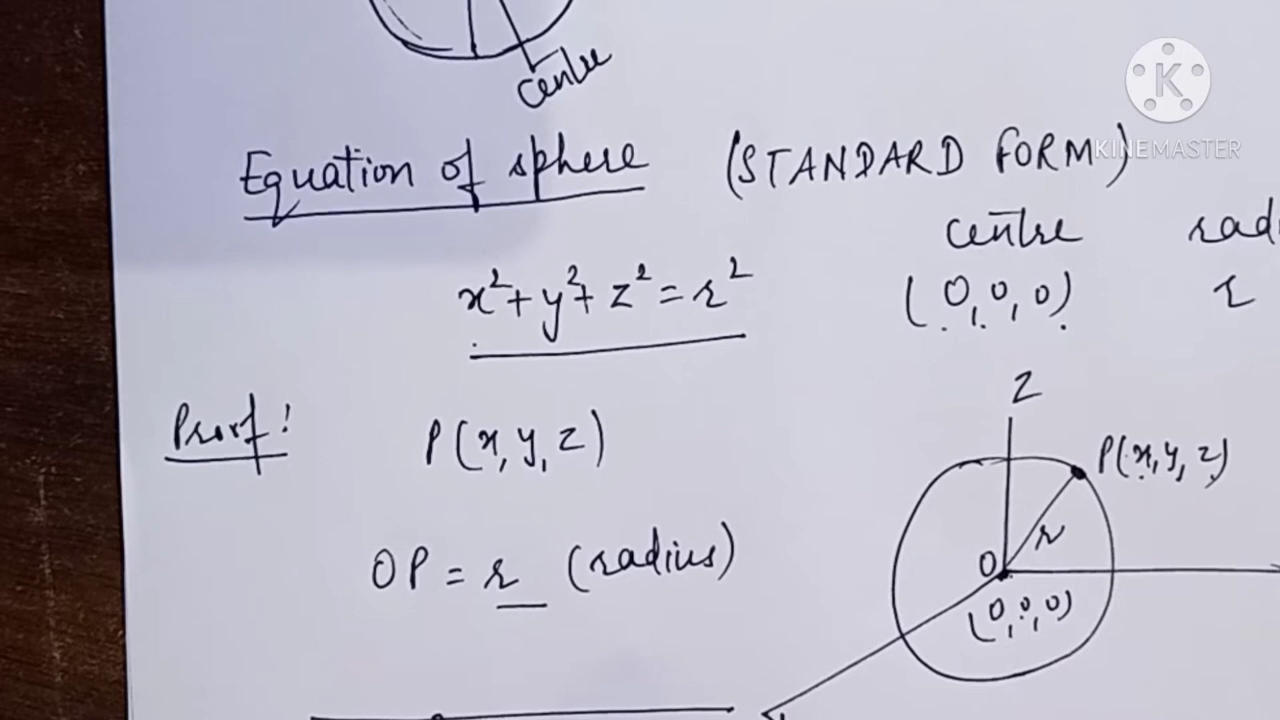 centre
K
KINEMASTER
Equation of sphere (STANDARD FORM)
centre
x²+y²+z²=r² (0,0,0) r
Z
Proof! P(x,y,z) P(x,y,z)
r
OP = r (radius) O
(0,0,0)